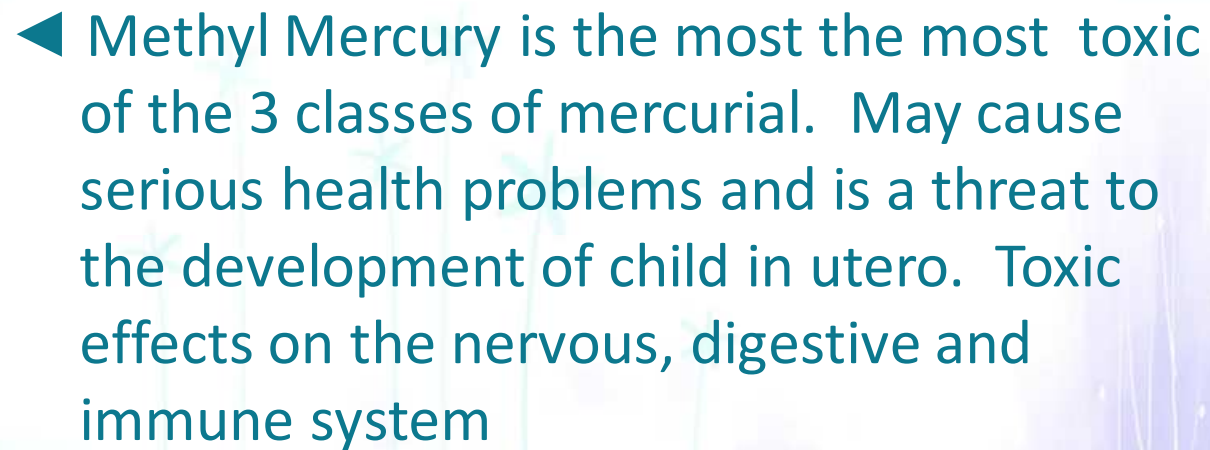 ◄ Methyl Mercury is the most the most  toxic
of the 3 classes of mercurial.  May cause
serious health problems and is a threat to
the development of child in utero.  Toxic
effects on the nervous, digestive and
immune system